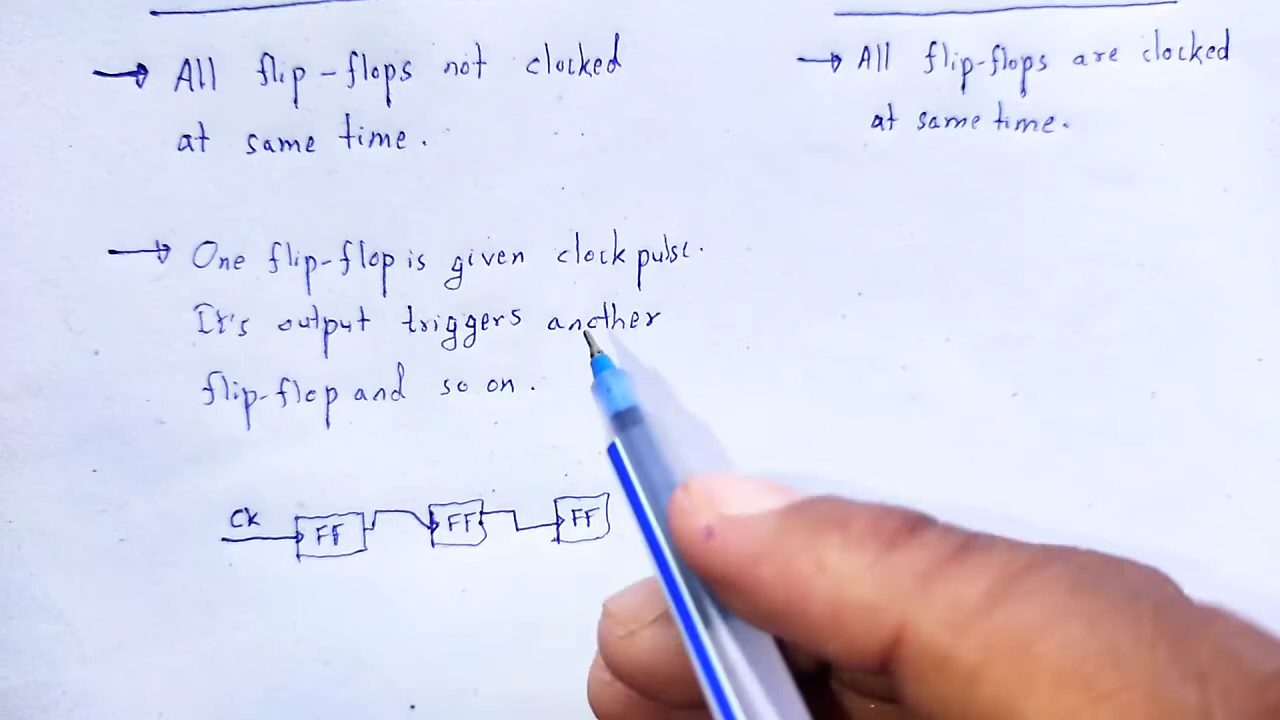 → All flip-flops not clocked
at same time.
→ One flip-flop is given clock pulse.
It's output triggers another
flip-flop and so on.
CK
FF FF FF
→ All flip-flops are clocked
at same time.